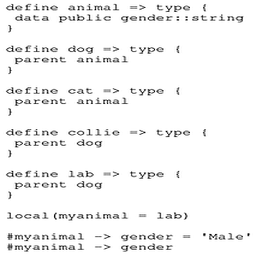 define animal => type {
 data public gender::string
}
define dog => type {
 parent animal
}
define cat => type {
 parent animal
}
define collie => type {
 parent dog
}
define lab => type {
 parent dog
}
local(myanimal = lab)
#myanimal -> gender = 'Male'
#myanimal -> gender